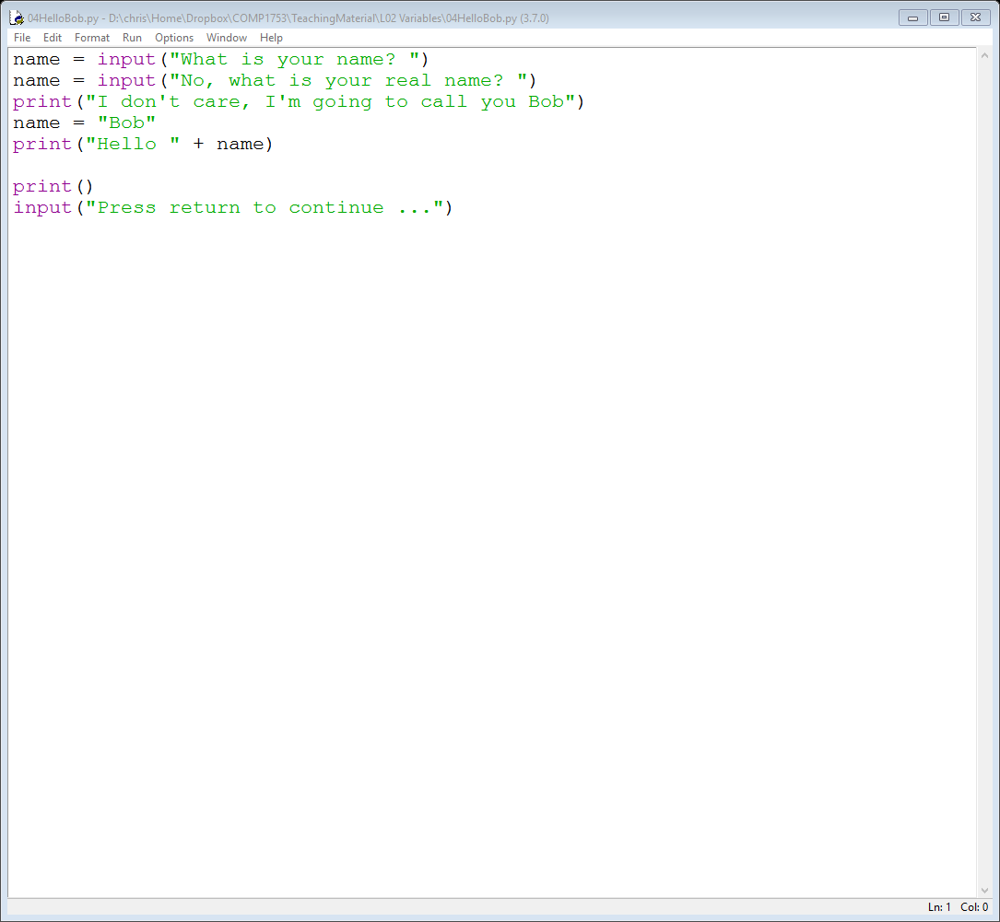 04HelloBob.py - D:\chris\Home\Dropbox\COMP1753\TeachingMaterial\L02 Variables\04HelloBob.py (3.7.0)
File Edit Format Run Options Window Help
name = input("What is your name? ")
name = input("No, what is your real name? ")
print("I don't care, I'm going to call you Bob")
name = "Bob"
print("Hello " + name)
print()
input("Press return to continue ...")
Ln: 1 Col: 0